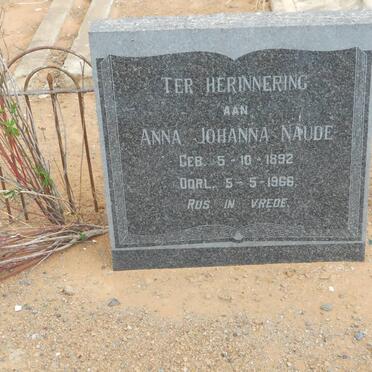 TER HERINNERING
AAN
ANNA JOHANNA NAUDE
GEB. 5-10-1892
OORL. 5-5-1966.
RUS IN VREDE.